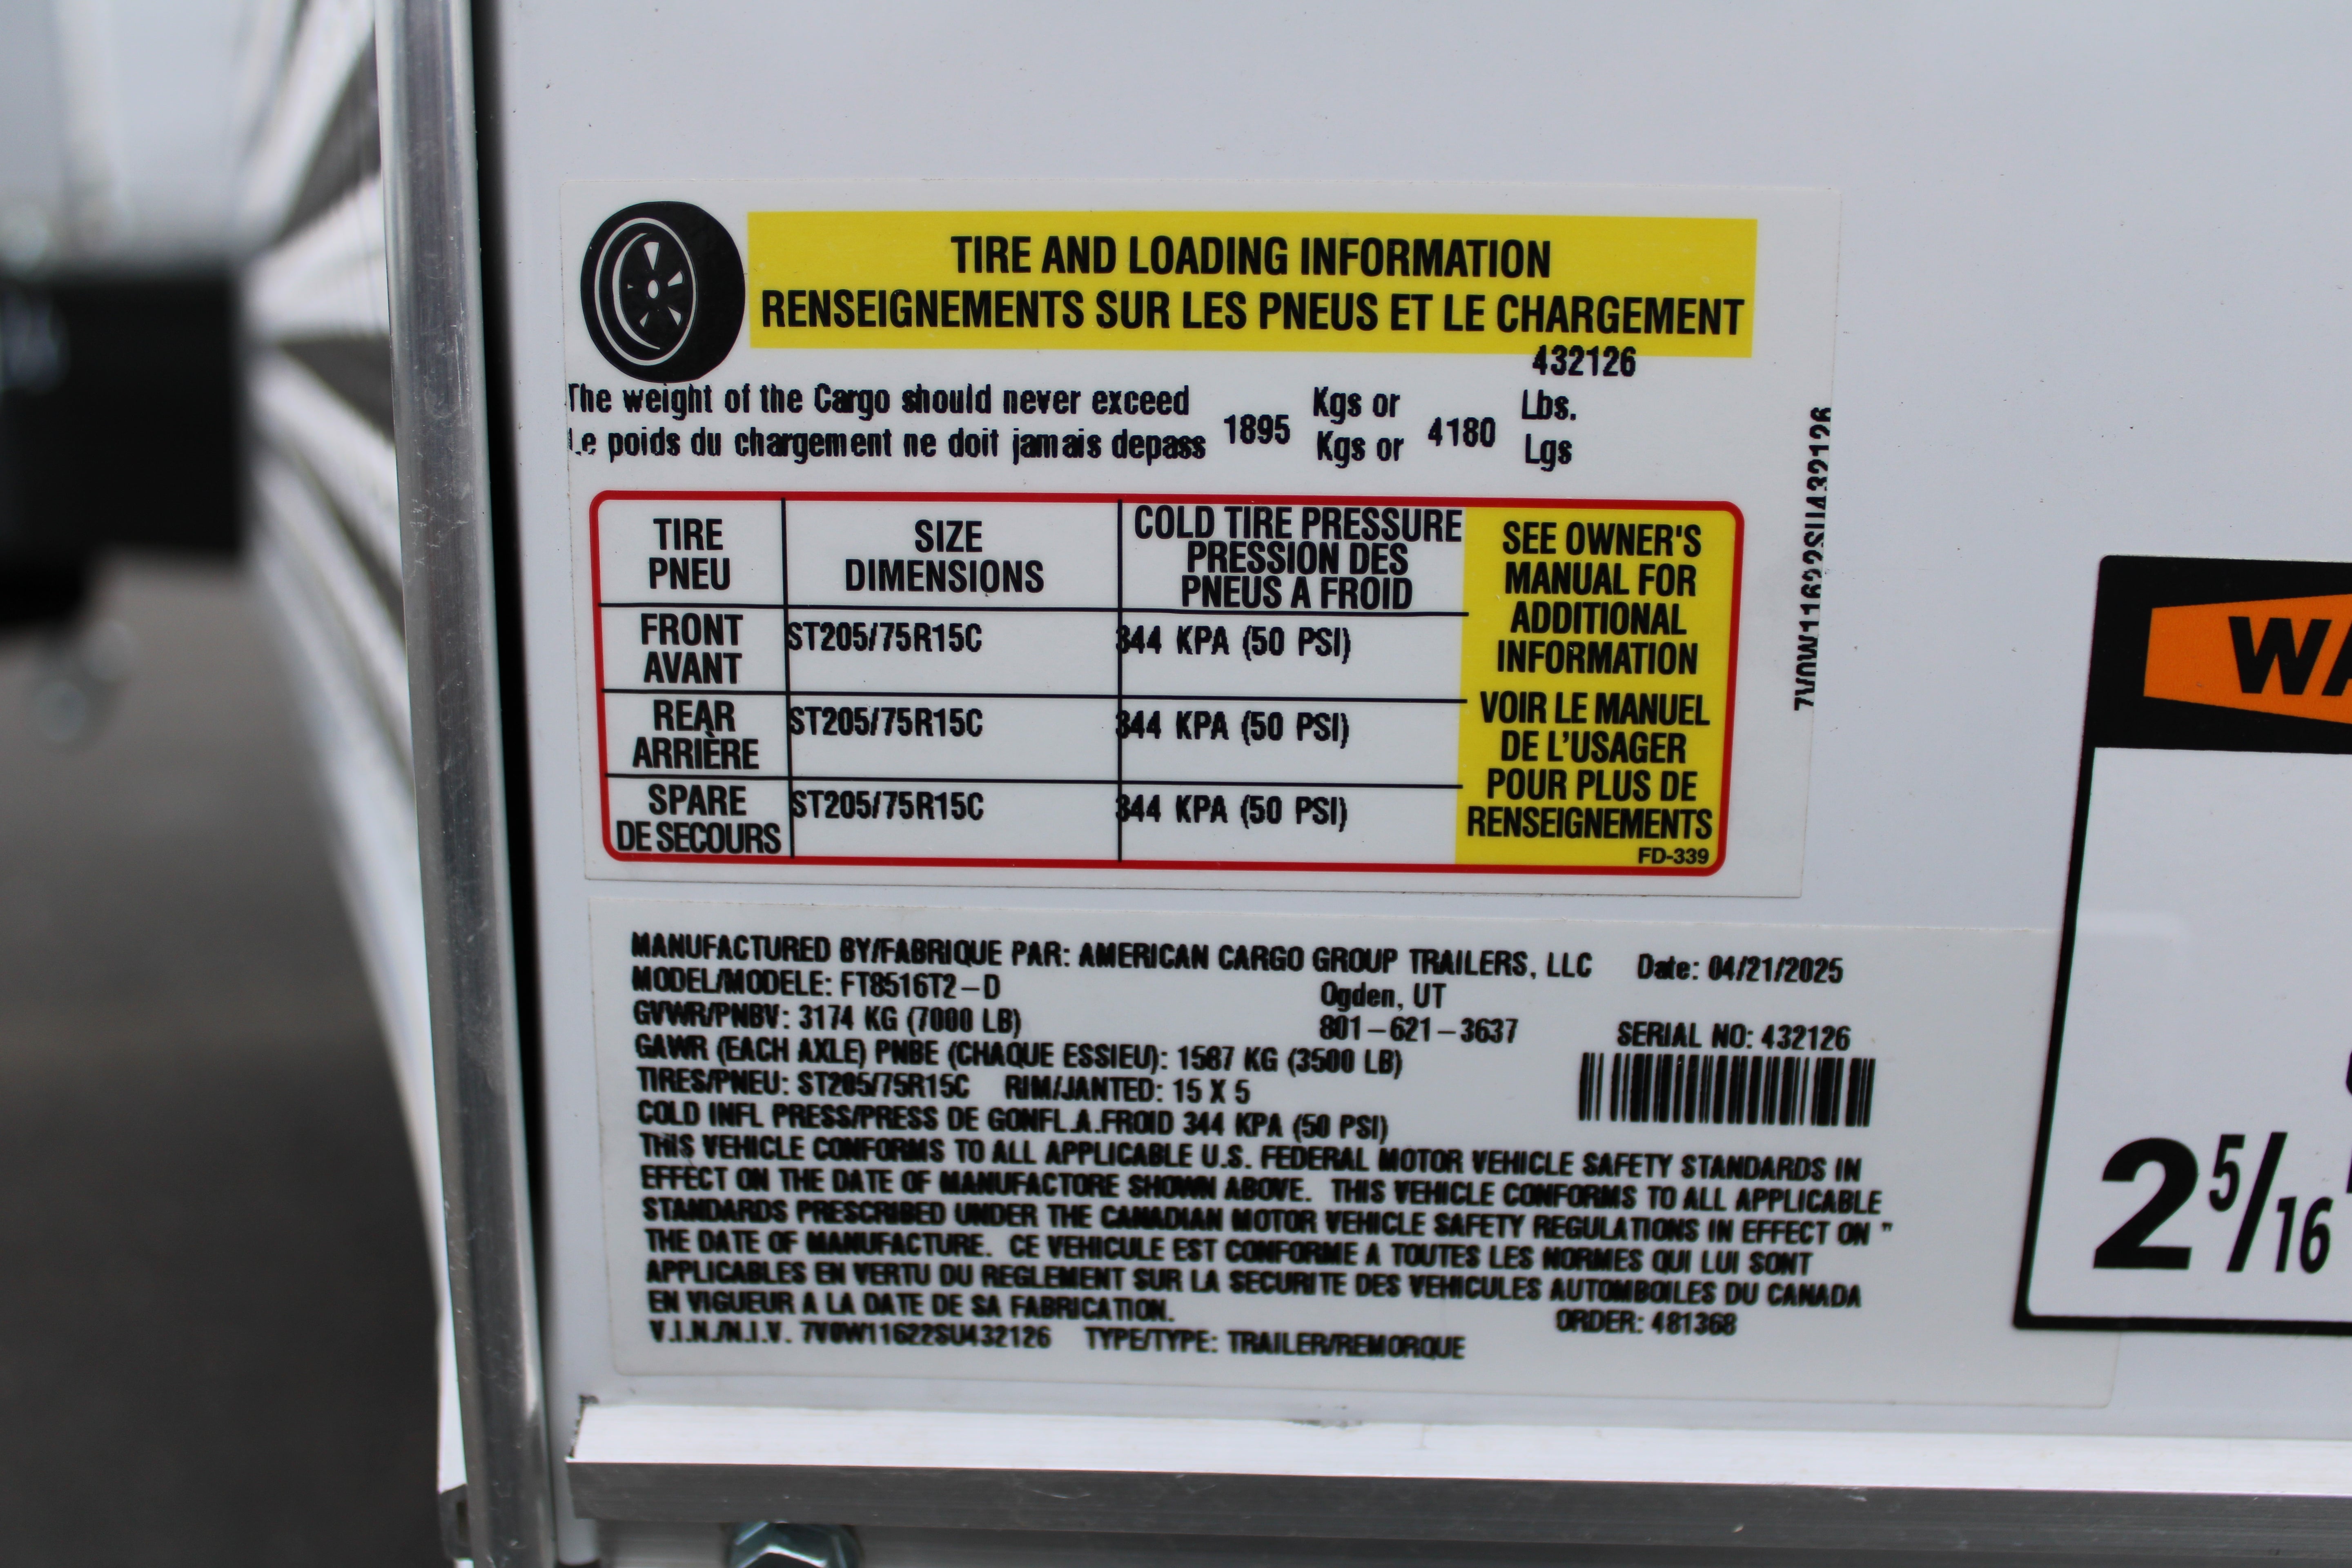 TIRE AND LOADING INFORMATION
RENSEIGNEMENTS SUR LES PNEUS ET LE CHARGEMENT
432126
The weight of the Cargo should never exceed 1895 Kgs or 4180 Lbs.
Le poids du chargement ne doit jamais depass Kgs or Lgs
TIRE PNEU
SIZE DIMENSIONS
COLD TIRE PRESSURE
PRESSION DES
PNEUS A FROID
FRONT AVANT ST205/75R15C 344 KPA (50 PSI)
REAR ARRIÈRE ST205/75R15C 344 KPA (50 PSI)
SPARE DE SECOURS ST205/75R15C 344 KPA (50 PSI)
SEE OWNER'S
MANUAL FOR
ADDITIONAL
INFORMATION
VOIR LE MANUEL
DE L'USAGER
POUR PLUS DE
RENSEIGNEMENTS
FD-339
7V0W11622SU432126
MANUFACTURED BY/FABRIQUE PAR: AMERICAN CARGO GROUP TRAILERS, LLC Date: 04/21/2025
MODEL/MODELE: FT8516T2-D Ogden, UT
GVWR/PNBV: 3174 KG (7000 LB) 801-621-3637 SERIAL NO: 432126
GAWR (EACH AXLE) PNBE (CHAQUE ESSIEU): 1587 KG (3500 LB)
TIRES/PNEU: ST205/75R15C RIM/JANTED: 15 X 5
COLD INFL PRESS/PRESS DE GONFL.A.FROID 344 KPA (50 PSI)
THIS VEHICLE CONFORMS TO ALL APPLICABLE U.S. FEDERAL MOTOR VEHICLE SAFETY STANDARDS IN
EFFECT ON THE DATE OF MANUFACTORE SHOWN ABOVE. THIS VEHICLE CONFORMS TO ALL APPLICABLE
STANDARDS PRESCRIBED UNDER THE CANADIAN MOTOR VEHICLE SAFETY REGULATIONS IN EFFECT ON "
THE DATE OF MANUFACTURE. CE VEHICULE EST CONFORME A TOUTES LES NORMES QUI LUI SONT
APPLICABLES EN VERTU DU REGLEMENT SUR LA SECURITE DES VEHICULES AUTOMBOILES DU CANADA
EN VIGUEUR A LA DATE DE SA FABRICATION. ORDER: 481368
V.I.N./N.I.V. 7V0W11622SU432126 TYPE/TYPE: TRAILER/REMORQUE
WA
2 5/16